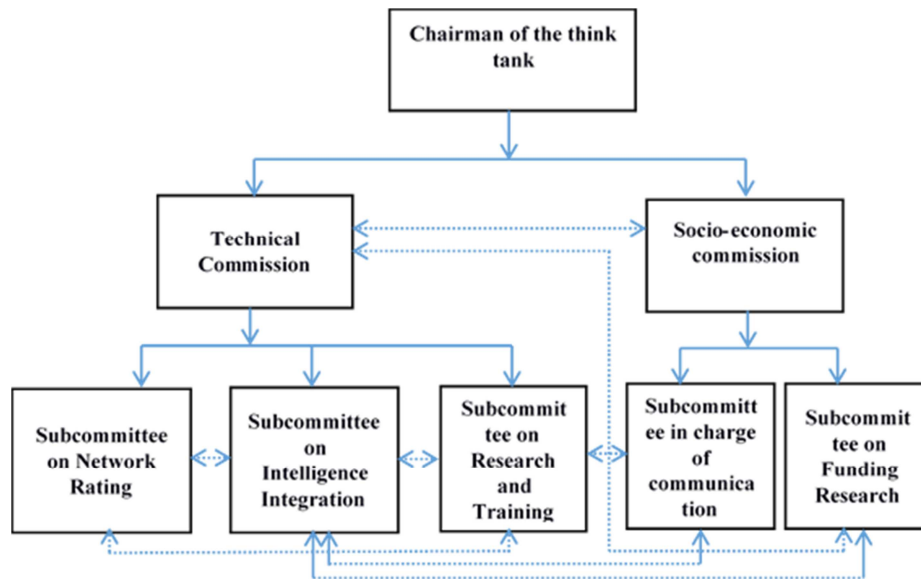 Chairman of the think
tank
Technical
Commission
Socio-economic
commission
Subcommittee
on Network
Rating
Subcommittee
on
Intelligence
Integration
Subcommit
tee on
Research
and
Training
Subcommitt
ee in charge
of
communica
tion
Subcommit
tee on
Funding
Research